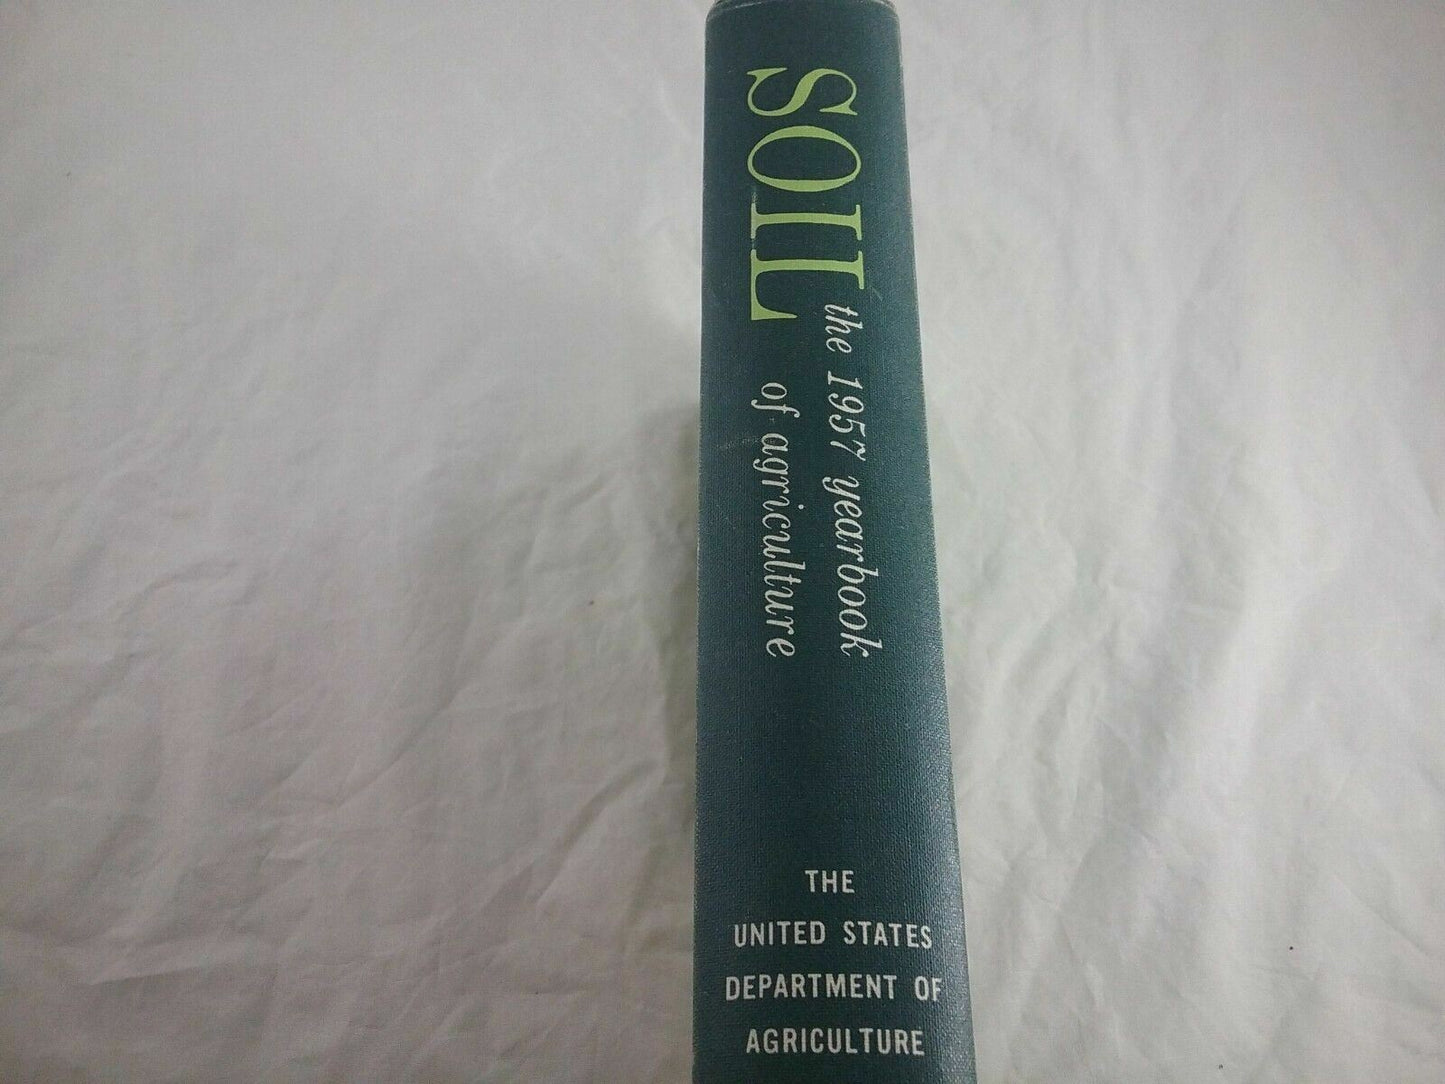 SOIL
the 1957 yearbook
of agriculture
THE
UNITED STATES
DEPARTMENT OF
AGRICULTURE